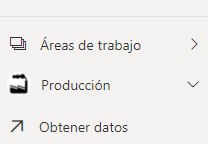 Áreas de trabajo
Producción
Obtener datos